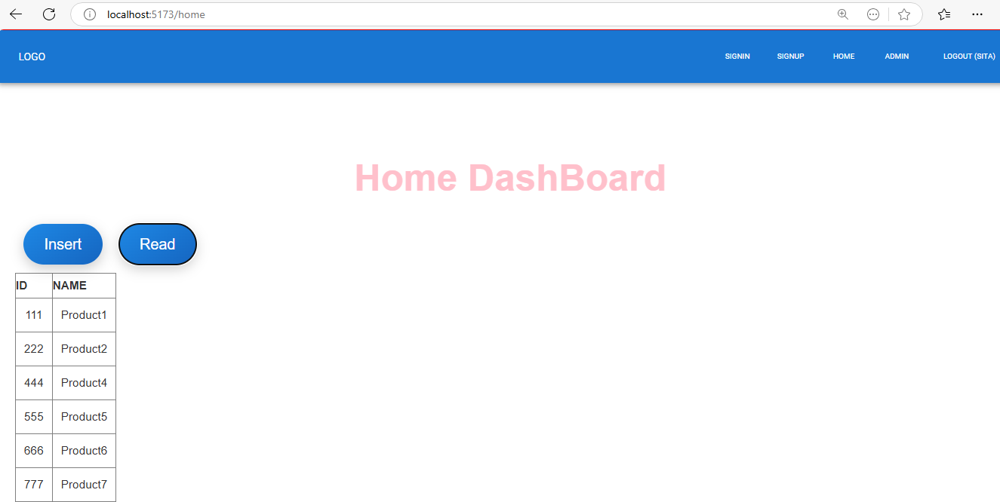 localhost:5173/home
LOGO SIGNIN SIGNUP HOME ADMIN LOGOUT (SITA)
Home DashBoard
Insert Read
ID NAME
111 Product1
222 Product2
444 Product4
555 Product5
666 Product6
777 Product7